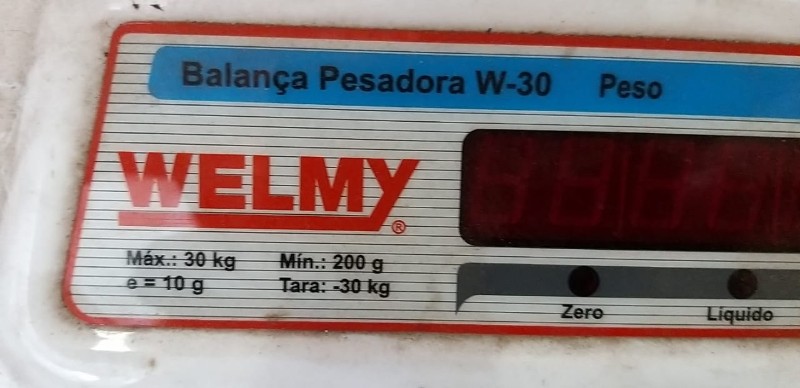 Balança Pesadora W-30 Peso
WELMY®
Máx.: 30 kg Mín.: 200 g
e = 10 g Tara: -30 kg
Zero Líquido